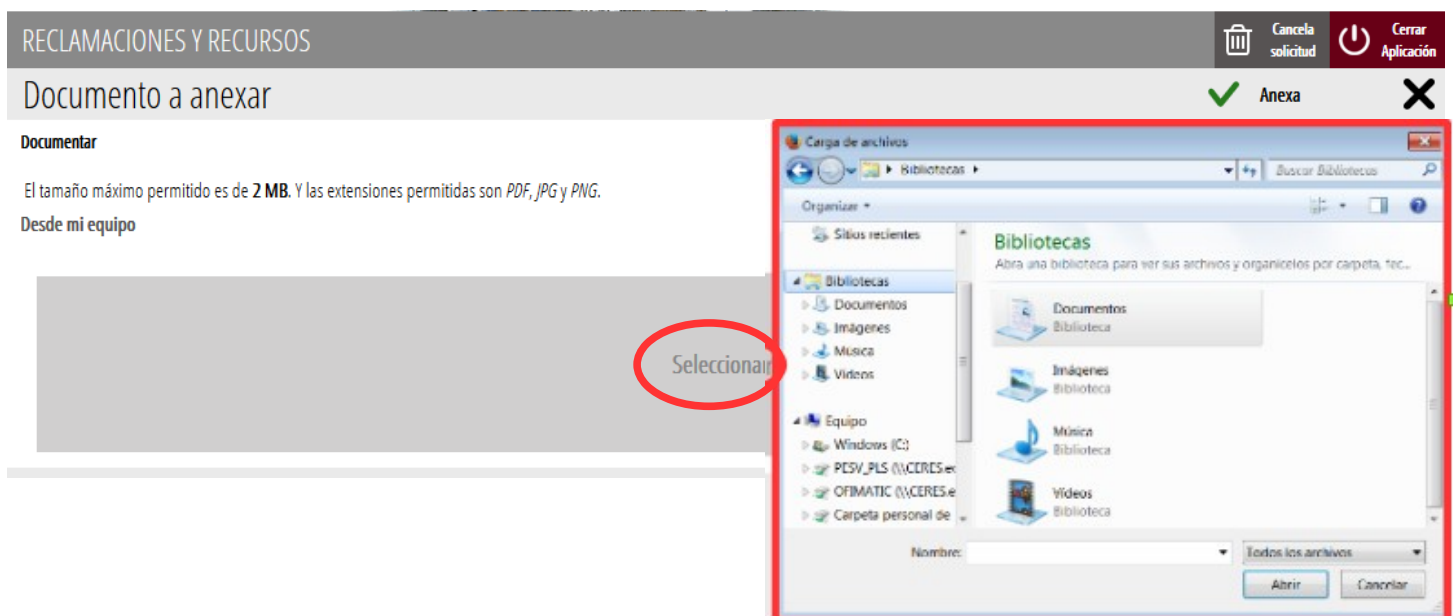 RECLAMACIONES Y RECURSOS
Cancela
solicitud
Cerrar
Aplicación
Documento a anexar
Anexa
Documentar
El tamaño máximo permitido es de 2 MB. Y las extensiones permitidas son PDF, JPG y PNG.
Desde mi equipo
Seleccionar
Carga de archivos
Bibliotecas
Buscar Bibliotecas
Organizar
Sitios recientes
Bibliotecas
Documentos
Imágenes
Música
Vídeos
Equipo
Windows (C:)
PESV_PLS (\\CERES.ec
OFIMATIC (\\CERES.e
Carpeta personal de
Bibliotecas
Abra una biblioteca para ver sus archivos y organícelos por carpeta, fec...
Documentos
Biblioteca
Imágenes
Biblioteca
Música
Biblioteca
Vídeos
Biblioteca
Nombre:
Todos los archivos
Abrir
Cancelar